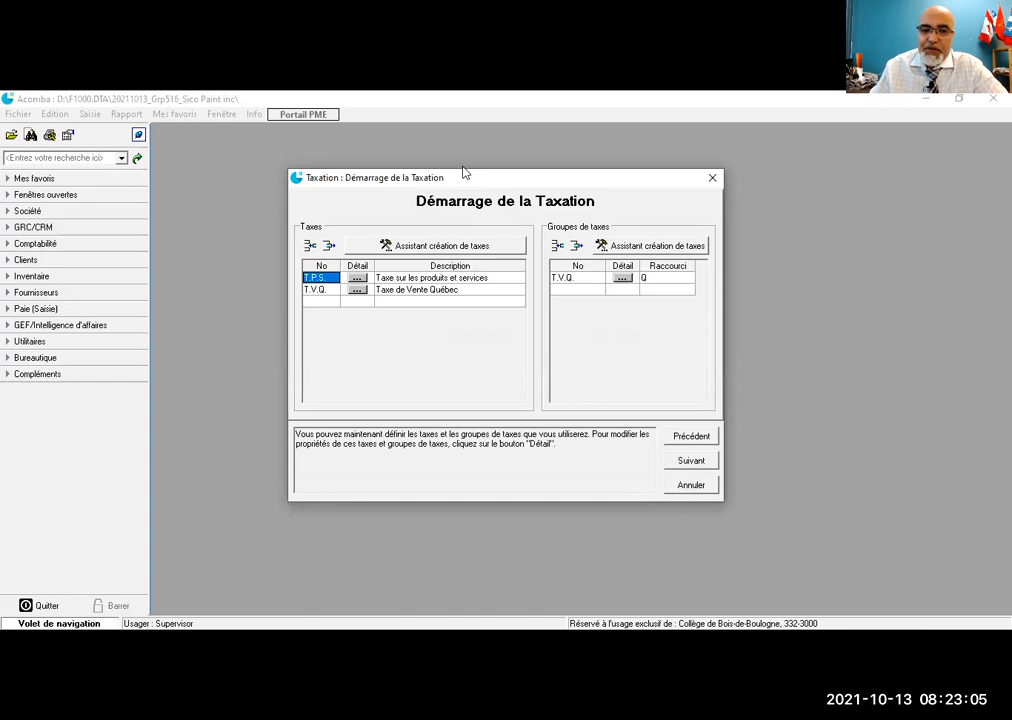 Acomba : D:\F1000.DTA\20211013_Grp516_Sico Paint inc\...
Fichier Edition Saisie Rapport Mes favoris Fenêtre Info Portail PME
<Entrez votre recherche ici>
Mes favoris
Fenêtres ouvertes
Société
GRC/CRM
Comptabilité
Clients
Inventaire
Fournisseurs
Paie (Saisie)
GEF/Intelligence d'affaires
Utilitaires
Bureautique
Compléments
Taxation : Démarrage de la Taxation
Démarrage de la Taxation
Taxes
Assistant création de taxes
No Détail Description
T.P.S. ... Taxe sur les produits et services
T.V.Q. ... Taxe de Vente Québec
Groupes de taxes
Assistant création de taxes
No Détail Raccourci
T.V.Q. ... Q
Vous pouvez maintenant définir les taxes et les groupes de taxes que vous utiliserez. Pour modifier les
propriétés de ces taxes et groupes de taxes, cliquez sur le bouton "Détail".
Précédent
Suivant
Annuler
Quitter Barrer
Volet de navigation Usager : Supervisor Réservé à l'usage exclusif de : Collège de Bois-de-Boulogne, 332-3000
2021-10-13 08:23:05